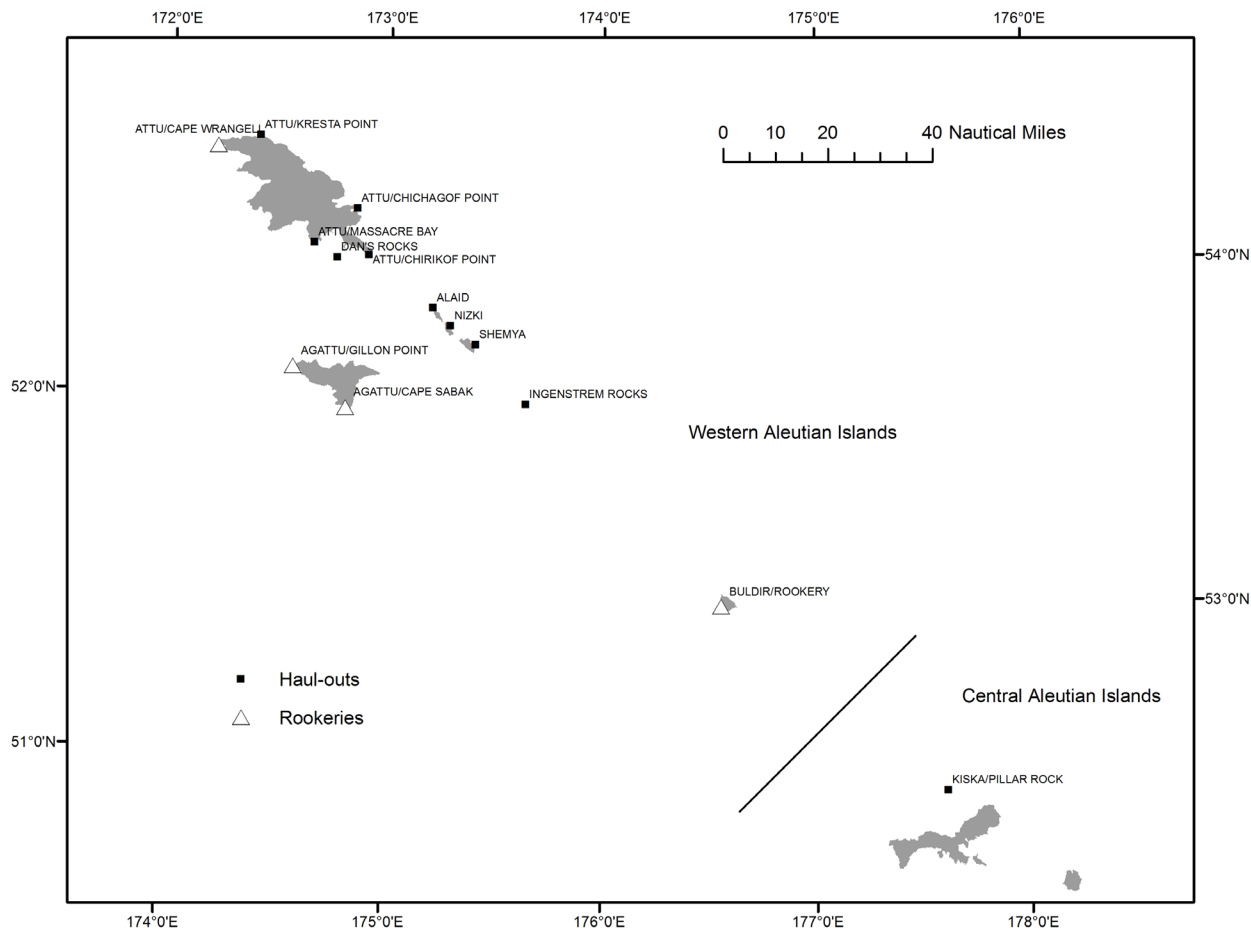 172°0'E 173°0'E 174°0'E 175°0'E 176°0'E
ATTU/CAPE WRANGELL
ATTU/KRESTA POINT
0 10 20 40 Nautical Miles
ATTU/CHICHAGOF POINT
ATTU/MASSACRE BAY
DAN'S ROCKS
ATTU/CHIRIKOF POINT
54°0'N
ALAID
NIZKI
SHEMYA
AGATTU/GILLON POINT
52°0'N
AGATTU/CAPE SABAK
INGENSTREM ROCKS
Western Aleutian Islands
BULDIR/ROOKERY
53°0'N
Haul-outs
Central Aleutian Islands
Rookeries
51°0'N
KISKA/PILLAR ROCK
174°0'E 175°0'E 176°0'E 177°0'E 178°0'E